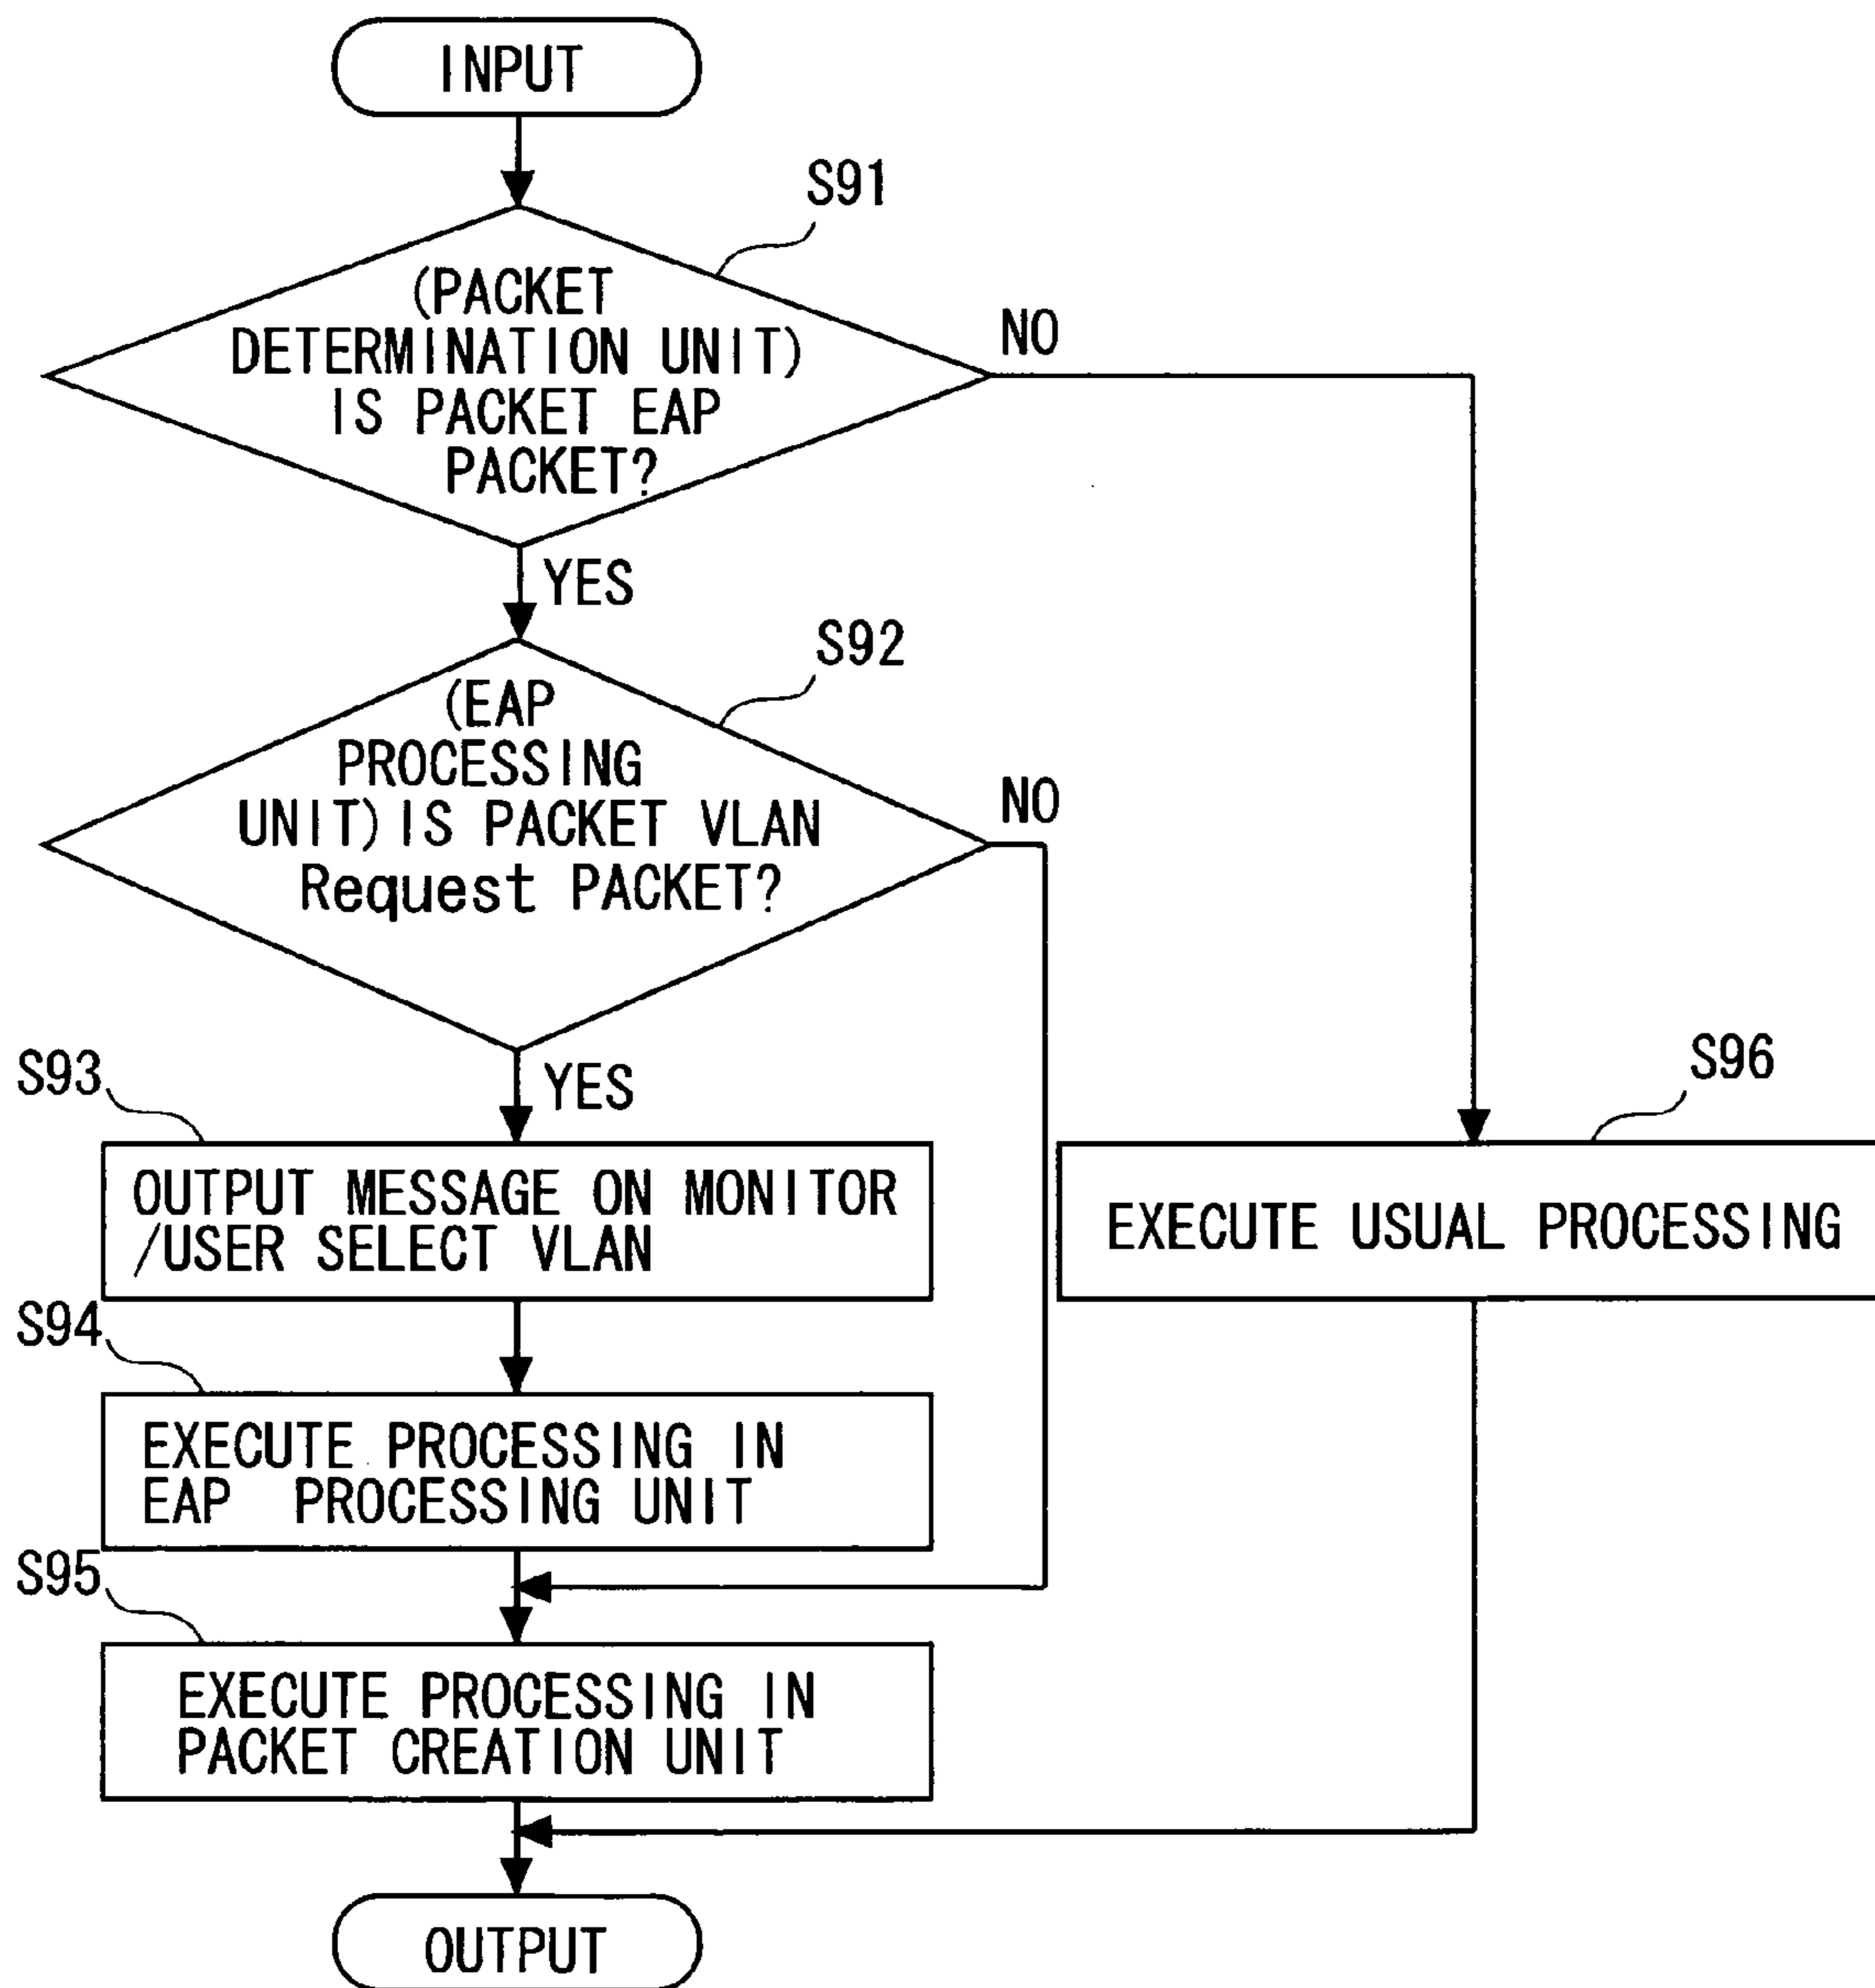 INPUT
S91
(PACKET
DETERMINATION UNIT)
IS PACKET EAP
PACKET?
NO
YES
S92
(EAP
PROCESSING
UNIT) IS PACKET VLAN
Request PACKET?
NO
YES
S93
OUTPUT MESSAGE ON MONITOR
/USER SELECT VLAN
S96
EXECUTE USUAL PROCESSING
S94
EXECUTE PROCESSING IN
EAP PROCESSING UNIT
S95
EXECUTE PROCESSING IN
PACKET CREATION UNIT
OUTPUT